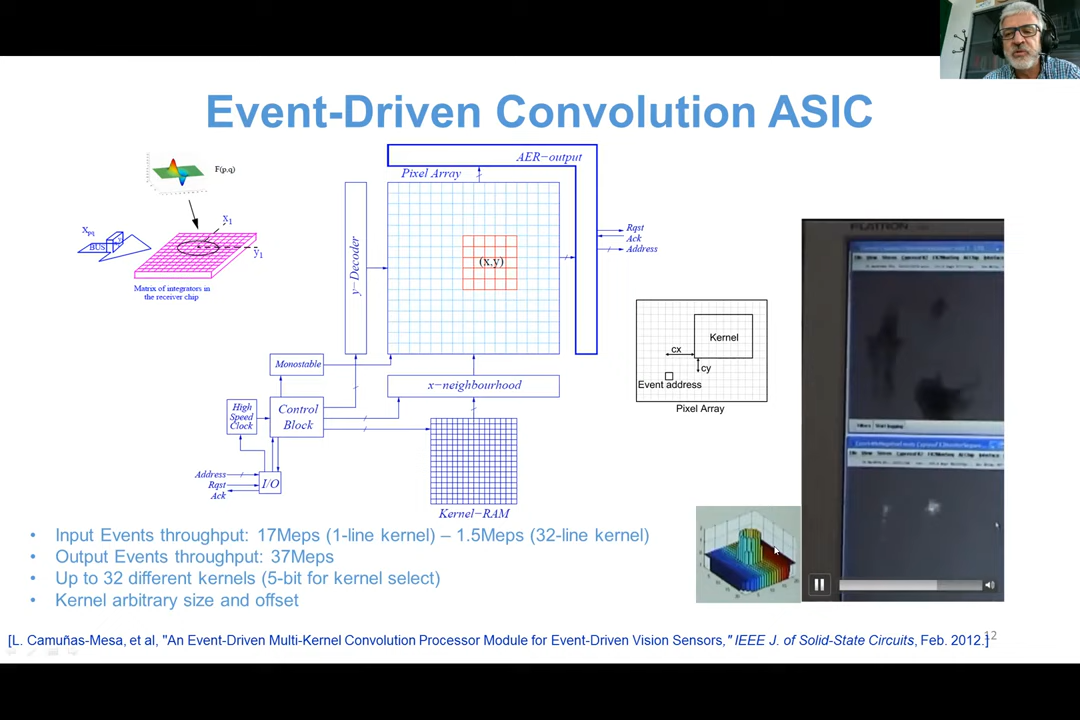 Event-Driven Convolution ASIC
F(p,q)
x1
y1
BUS
Matrix of integrators in
the receiver chip
AER-output
Pixel Array
y-Decoder
(x,y)
Rqst
Ack
Address
Monostable
x-neighbourhood
High
Speed
Clock
Control
Block
Address
Rqst
Ack
I/O
Kernel-RAM
Kernel
cx
cy
Event address
Pixel Array
• Input Events throughput: 17Meps (1-line kernel) – 1.5Meps (32-line kernel)
• Output Events throughput: 37Meps
• Up to 32 different kernels (5-bit for kernel select)
• Kernel arbitrary size and offset
[L. Camuñas-Mesa, et al, "An Event-Driven Multi-Kernel Convolution Processor Module for Event-Driven Vision Sensors," IEEE J. of Solid-State Circuits, Feb. 2012.]
12